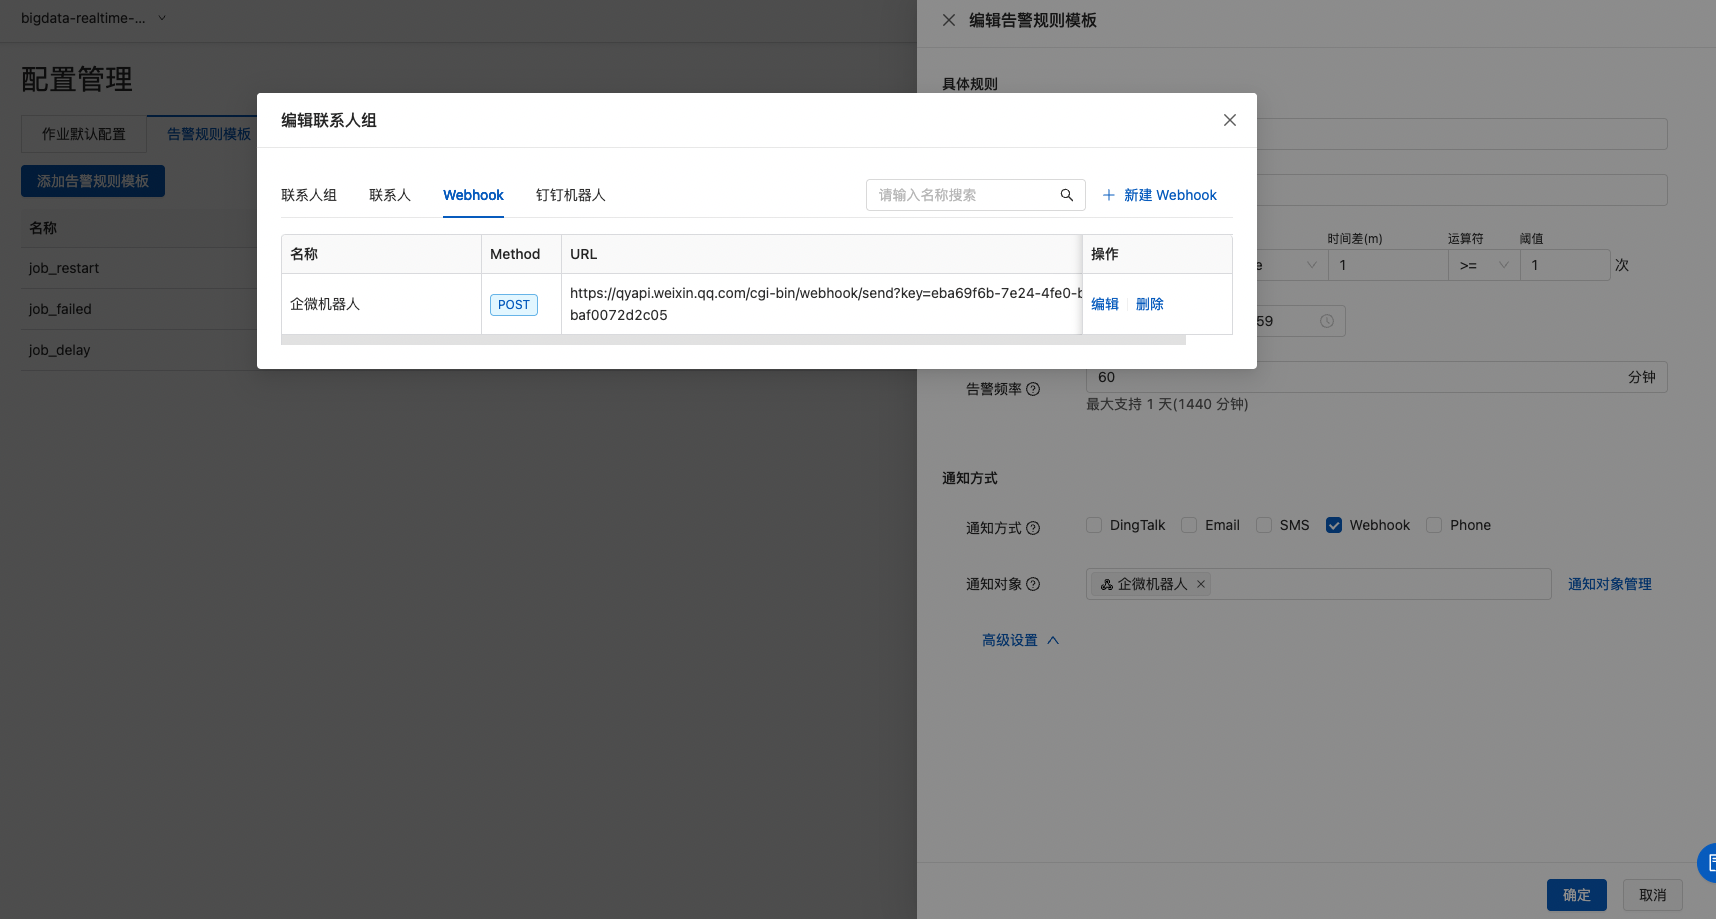 bigdata-realtime-...
配置管理
作业默认配置
告警规则模板
添加告警规则模板
名称
job_restart
job_failed
job_delay
编辑联系人组
联系人组
联系人
Webhook
钉钉机器人
请输入名称搜索
新建 Webhook
名称
Method
URL
操作
企微机器人
POST
https://qyapi.weixin.qq.com/cgi-bin/webhook/send?key=eba69f6b-7e24-4fe0-b
baf0072d2c05
编辑
删除
编辑告警规则模板
具体规则
时间差(m)
运算符
阈值
e
1
>=
1
次
59
告警频率
60
分钟
最大支持 1 天(1440 分钟)
通知方式
通知方式
DingTalk
Email
SMS
Webhook
Phone
通知对象
企微机器人
通知对象管理
高级设置
确定
取消